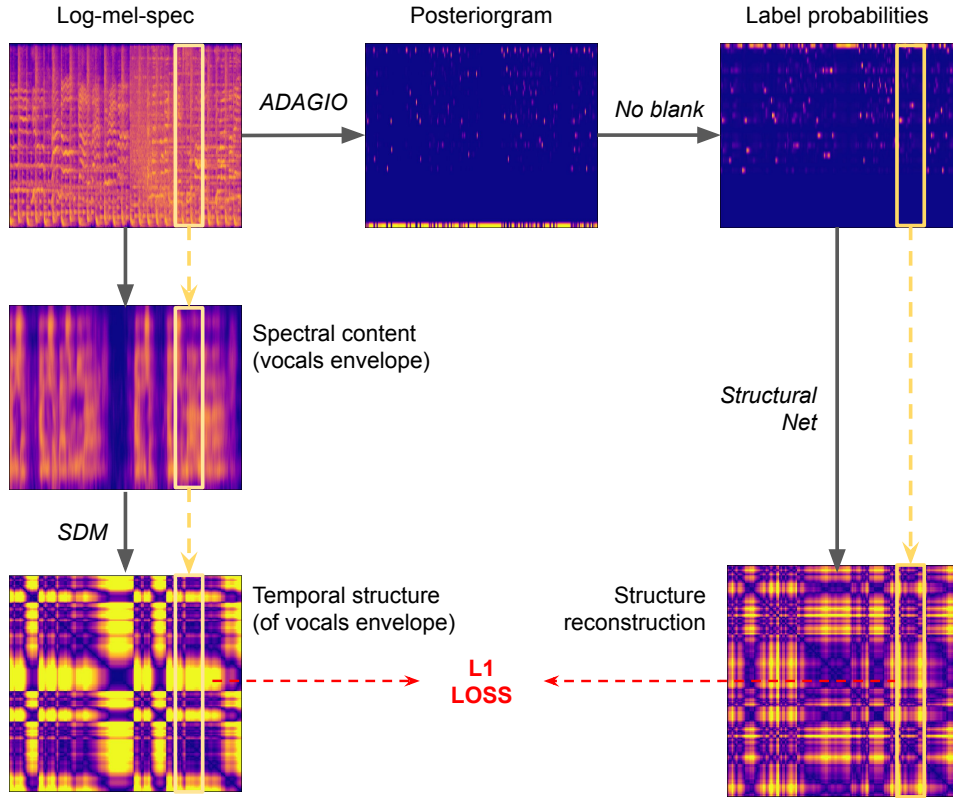 Log-mel-spec
Posteriorgram
Label probabilities
ADAGIO
No blank
Spectral content
(vocals envelope)
Structural
Net
SDM
Temporal structure
(of vocals envelope)
Structure
reconstruction
L1
LOSS